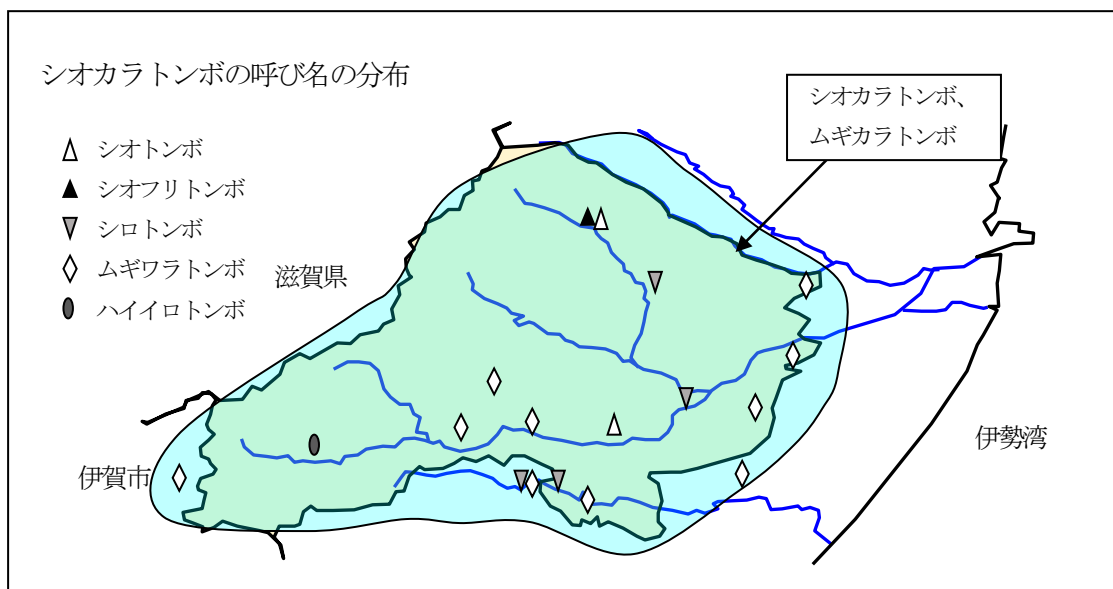 シオカラトンボの呼び名の分布
シオカラトンボ、
ムギカラトンボ
シオトンボ
シオフリトンボ
シロトンボ
ムギワラトンボ
ハイイロトンボ
滋賀県
伊賀市
伊勢湾